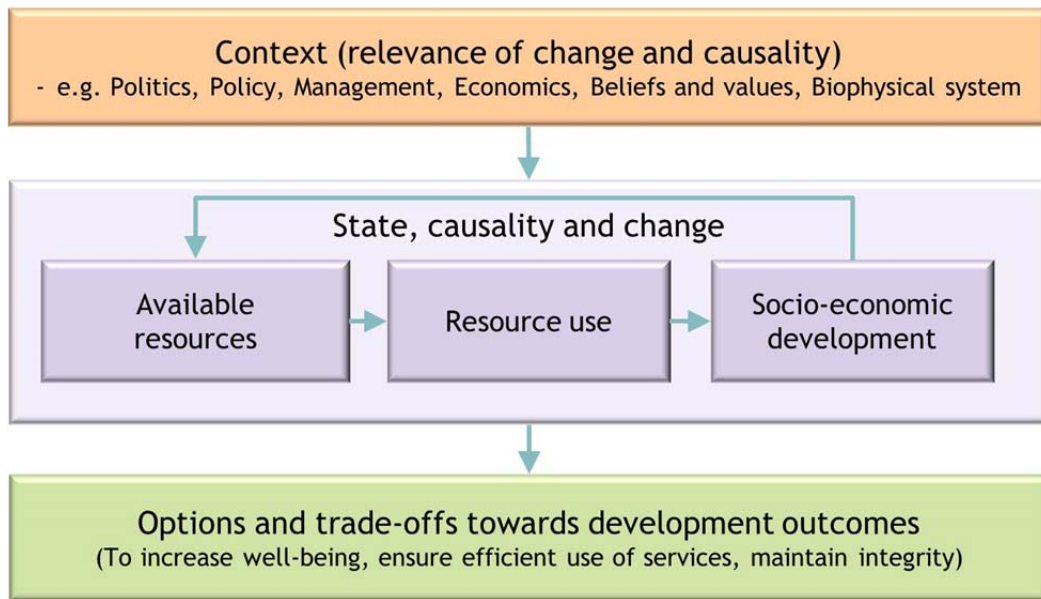 Context (relevance of change and causality)
- e.g. Politics, Policy, Management, Economics, Beliefs and values, Biophysical system
State, causality and change
Available
resources
Resource use
Socio-economic
development
Options and trade-offs towards development outcomes
(To increase well-being, ensure efficient use of services, maintain integrity)